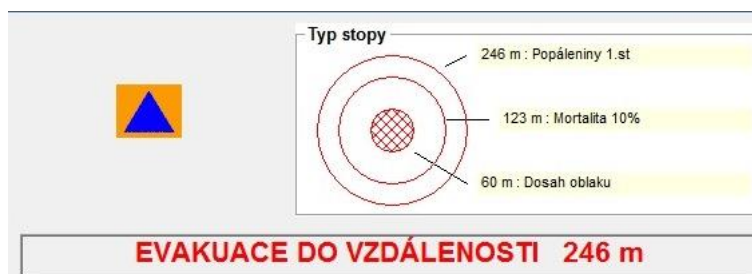 Typ stopy
246 m : Popáleniny 1.st
123 m : Mortalita 10%
60 m : Dosah oblaku
EVAKUACE DO VZDÁLENOSTI 246 m